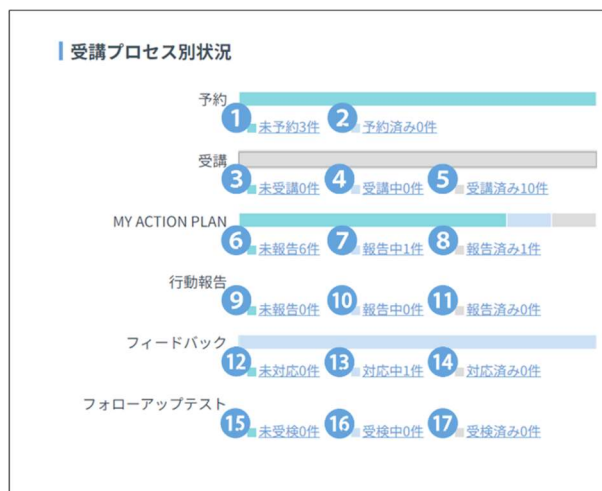 受講プロセス別状況
予約
1 未予約3件 2 予約済み0件
受講
3 未受講0件 4 受講中0件 5 受講済み10件
MY ACTION PLAN
6 未報告6件 7 報告中1件 8 報告済み1件
行動報告
9 未報告0件 10 報告中0件 11 報告済み0件
フィードバック
12 未対応0件 13 対応中1件 14 対応済み0件
フォローアップテスト
15 未受検0件 16 受検中0件 17 受検済み0件